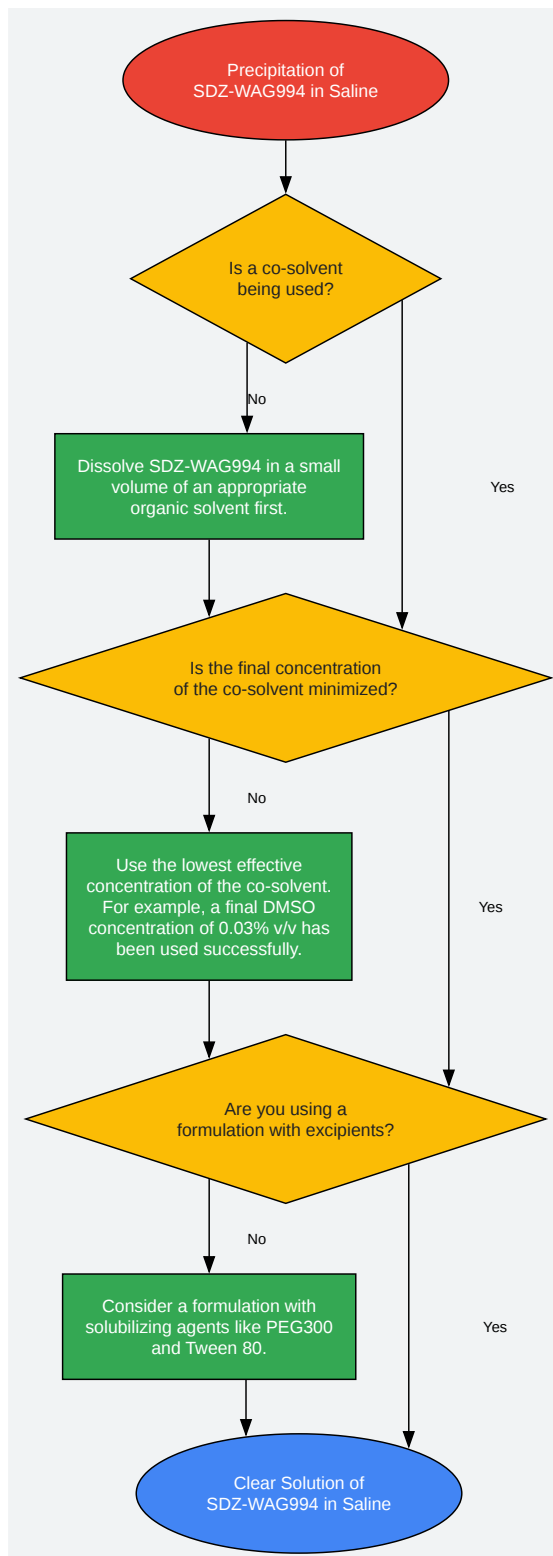 Precipitation of
SDZ-WAG994 in Saline
Is a co-solvent
being used?
No
Dissolve SDZ-WAG994 in a small
volume of an appropriate
organic solvent first.
Yes
Is the final concentration
of the co-solvent minimized?
No
Use the lowest effective
concentration of the co-solvent.
For example, a final DMSO
concentration of 0.03% v/v has
been used successfully.
Yes
Are you using a
formulation with excipients?
No
Consider a formulation with
solubilizing agents like PEG300
and Tween 80.
Yes
Clear Solution of
SDZ-WAG994 in Saline